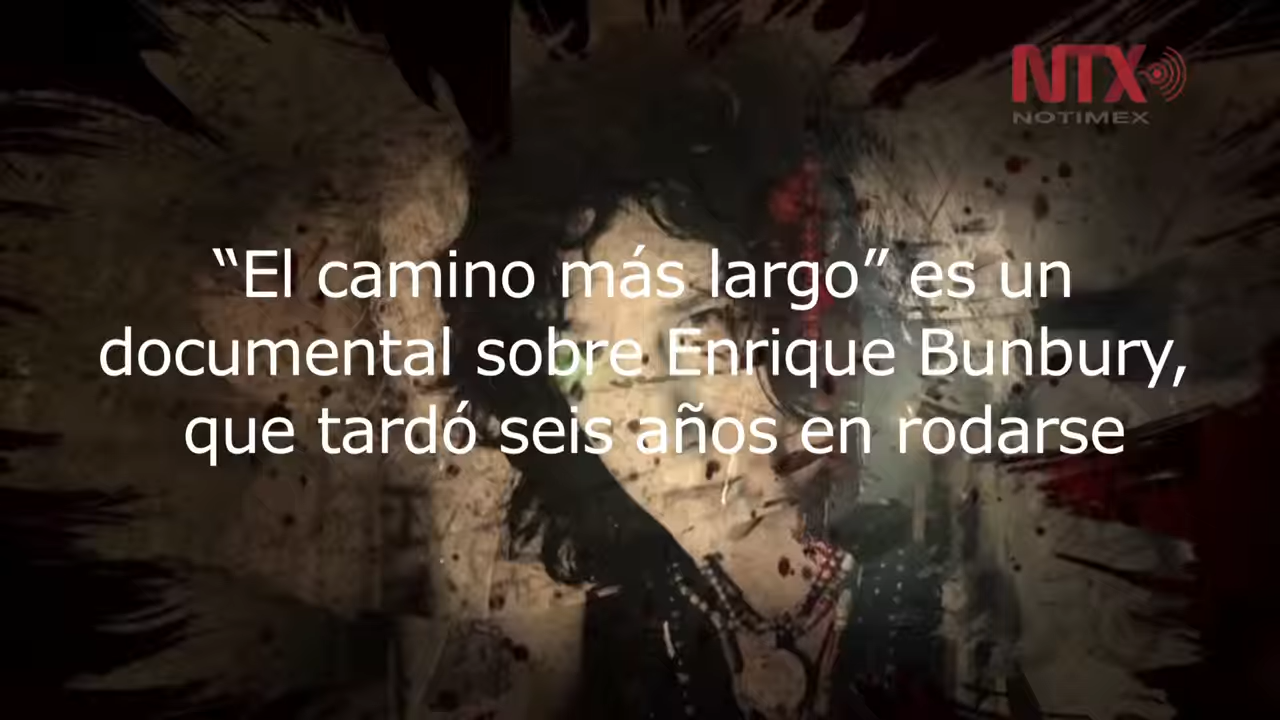 NTX
NOTIMEX
“El camino más largo” es un
documental sobre Enrique Bunbury,
que tardó seis años en rodarse